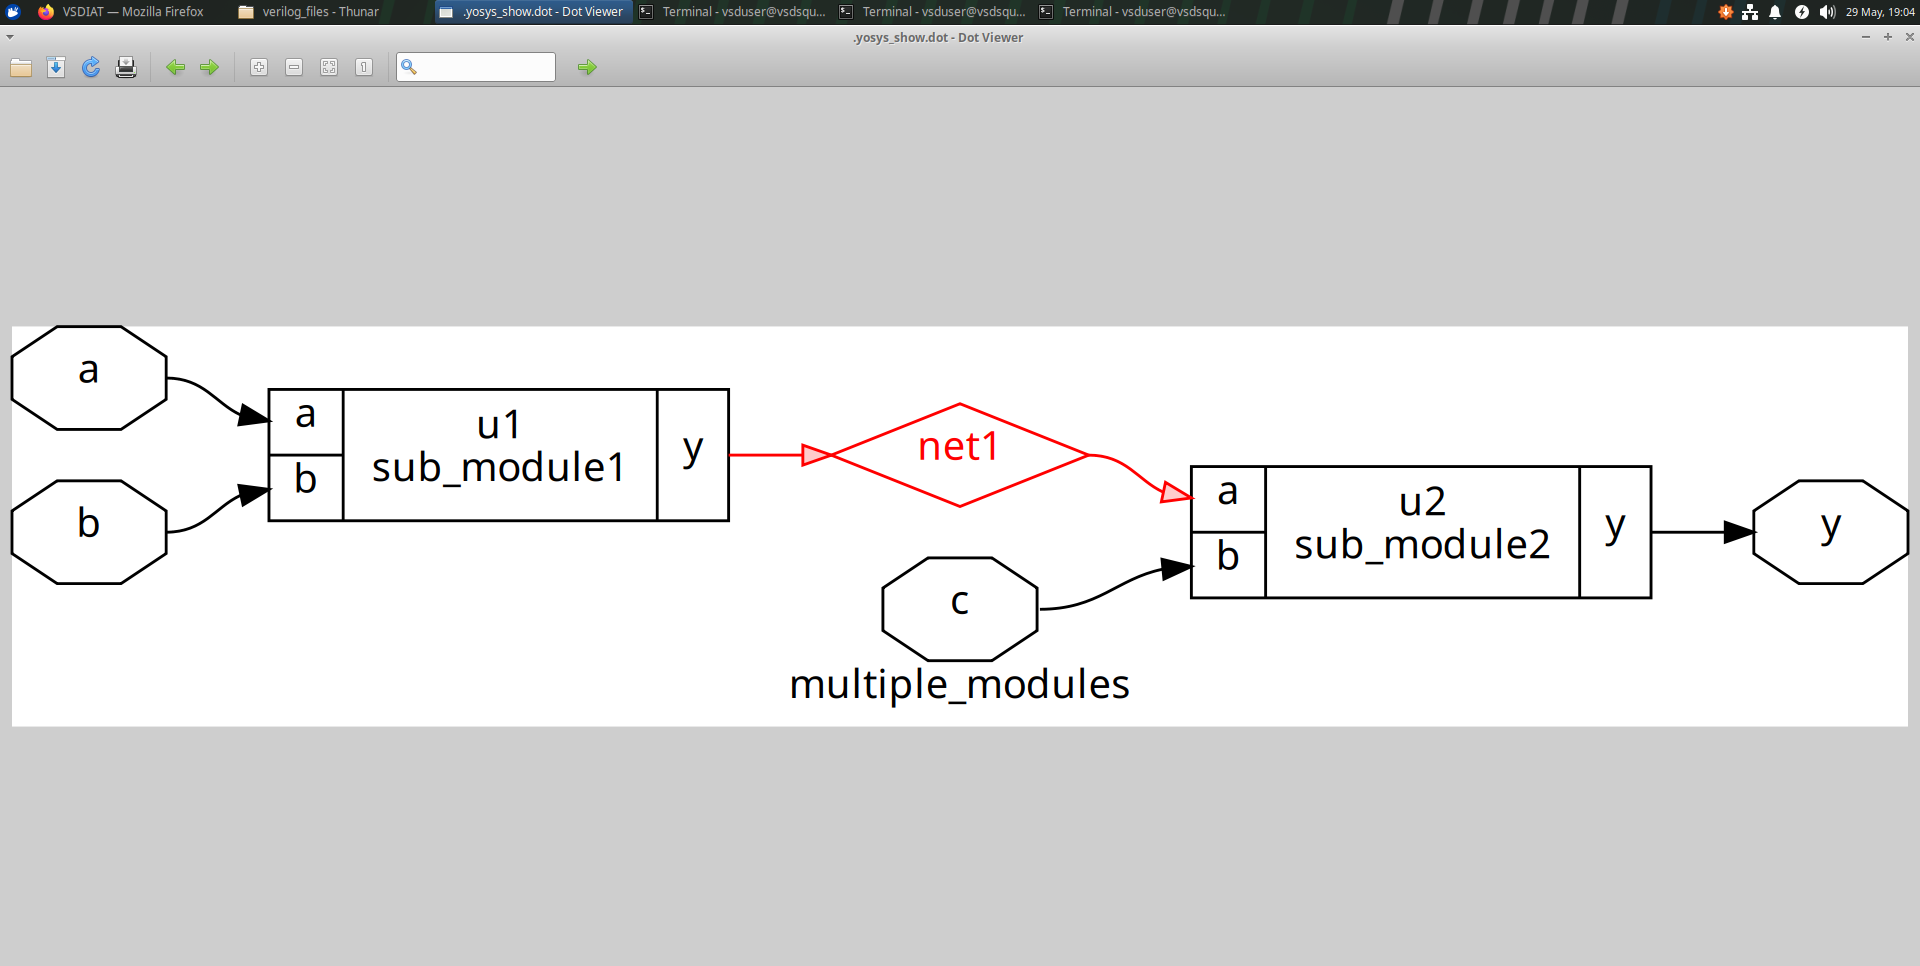 VSDIAT — Mozilla Firefox
verilog_files - Thunar
.yosys_show.dot - Dot Viewer
Terminal - vsduser@vsdsqu...
Terminal - vsduser@vsdsqu...
Terminal - vsduser@vsdsqu...
29 May, 19:04
.yosys_show.dot - Dot Viewer
1
a
b
a
b
u1
sub_module1
y
net1
c
a
b
u2
sub_module2
y
y
multiple_modules